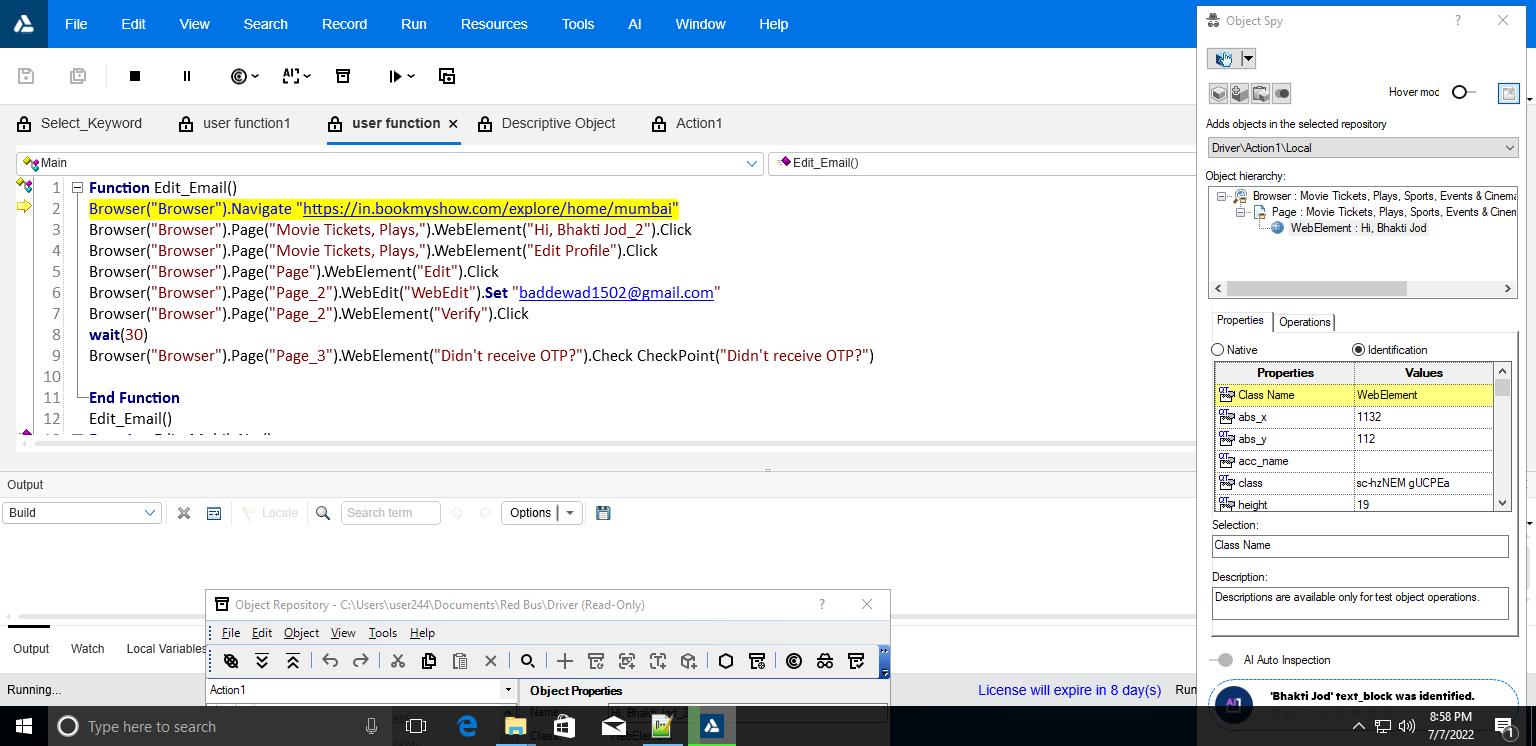 File Edit View Search Record Run Resources Tools AI Window Help
Select_Keyword user function1 user function × Descriptive Object Action1
Main Edit_Email()
1 Function Edit_Email()
2 Browser("Browser").Navigate "https://in.bookmyshow.com/explore/home/mumbai"
3 Browser("Browser").Page("Movie Tickets, Plays,").WebElement("Hi, Bhakti Jod_2").Click
4 Browser("Browser").Page("Movie Tickets, Plays,").WebElement("Edit Profile").Click
5 Browser("Browser").Page("Page").WebElement("Edit").Click
6 Browser("Browser").Page("Page_2").WebEdit("WebEdit").Set "baddewad1502@gmail.com"
7 Browser("Browser").Page("Page_2").WebElement("Verify").Click
8 wait(30)
9 Browser("Browser").Page("Page_3").WebElement("Didn't receive OTP?").Check CheckPoint("Didn't receive OTP?")
10
11 End Function
12 Edit_Email()
Output
Build Locate Search term Options
Output Watch Local Variables
Running...
License will expire in 8 day(s) Run
Object Repository - C:\Users\user244\Documents\Red Bus\Driver (Read-Only) ?
File Edit Object View Tools Help
Action1 Object Properties
Name Hi, Bhakti Jod_2
Class WebElement
Object Spy ?
Hover mod
Adds objects in the selected repository
Driver\Action1\Local
Object hierarchy:
Browser : Movie Tickets, Plays, Sports, Events & Cinema
Page : Movie Tickets, Plays, Sports, Events & Cinem
WebElement : Hi, Bhakti Jod
Properties Operations
Native Identification
Properties Values
Class Name WebElement
abs_x 1132
abs_y 112
acc_name
class sc-hzNEM gUCPEa
height 19
Selection:
Class Name
Description:
Descriptions are available only for test object operations.
AI Auto Inspection
'Bhakti Jod' text_block was identified.
Type here to search
8:58 PM
7/7/2022
1